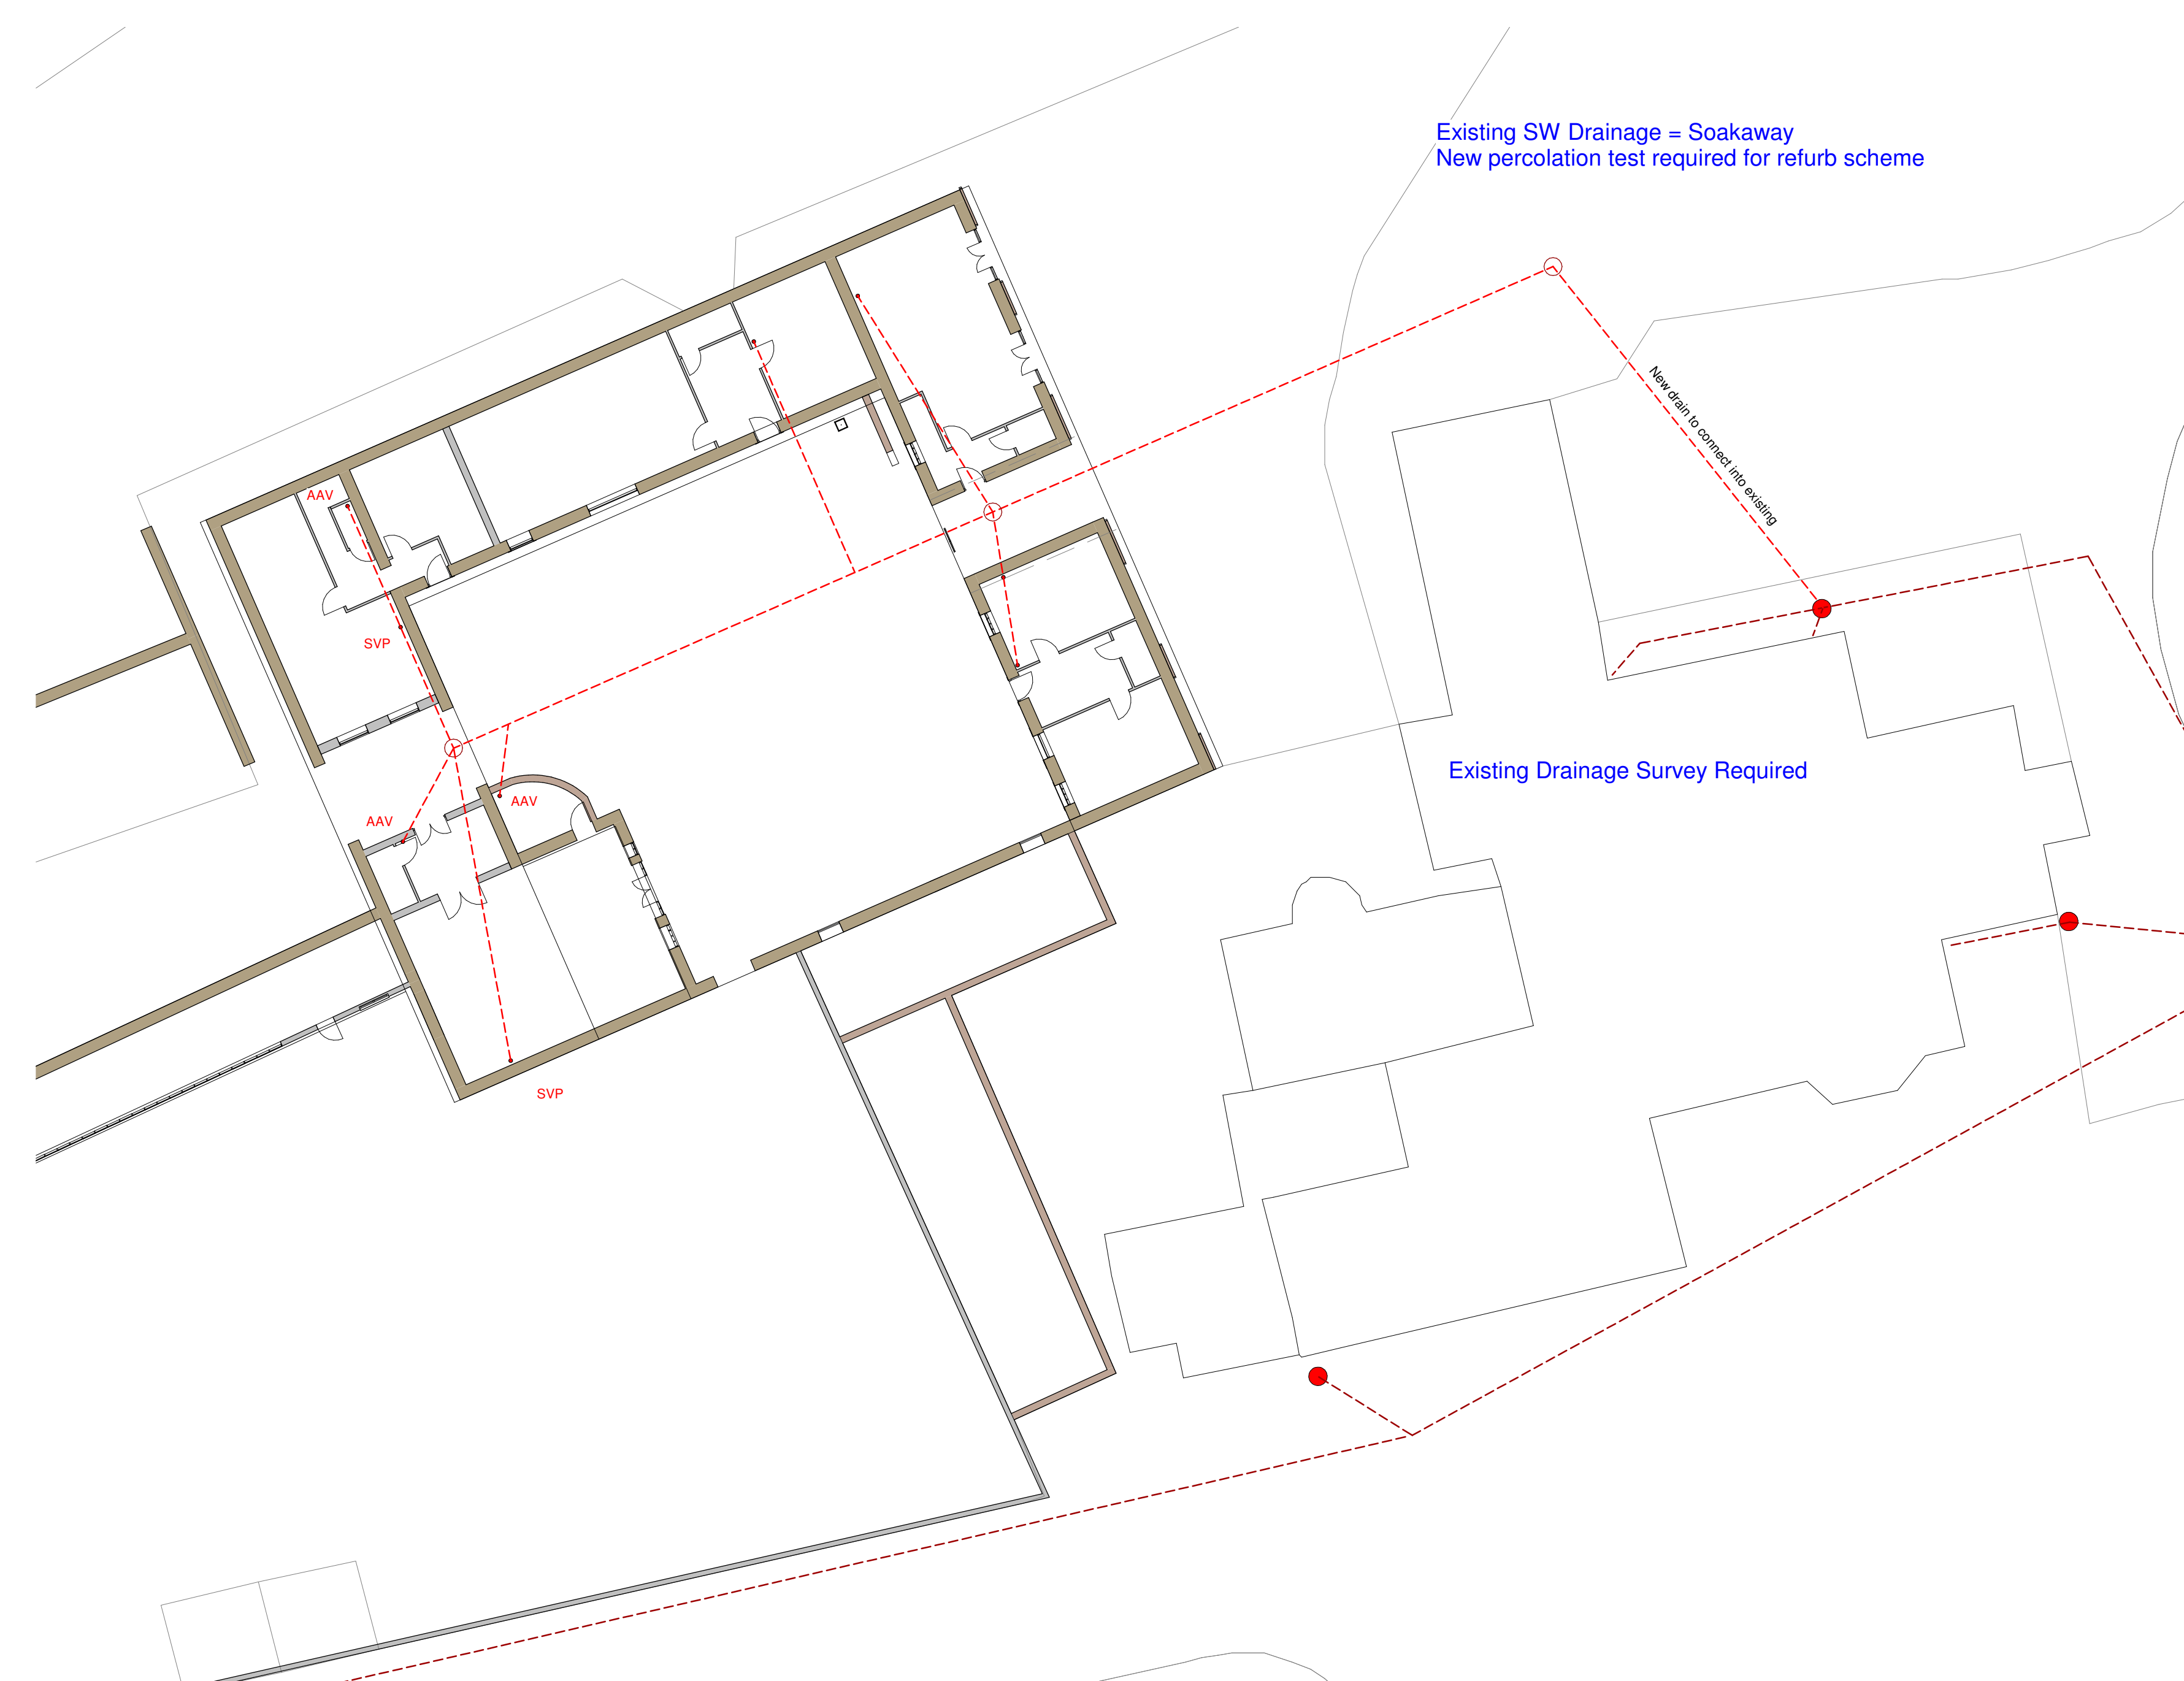 Existing SW Drainage = Soakaway
New percolation test required for refurb scheme
New drain to connect into existing
AAV
SVP
Existing Drainage Survey Required
AAV
AAV
SVP